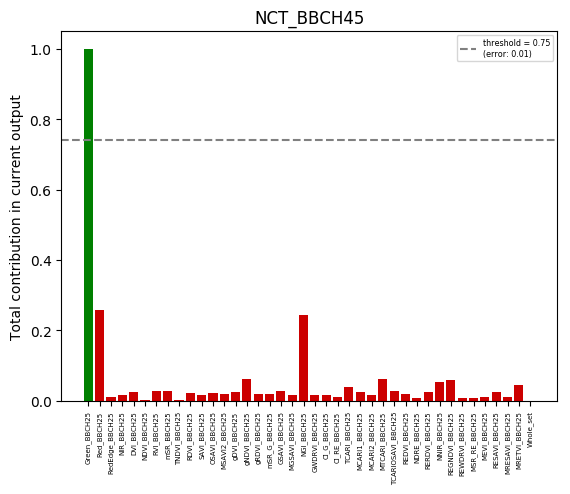 NCT_BBCH45
threshold = 0.75
(error: 0.01)
Total contribution in current output
1.0
0.8
0.6
0.4
0.2
0.0
Green_BBCH25
Red_BBCH25
RedEdge_BBCH25
NIR_BBCH25
DVI_BBCH25
NDVI_BBCH25
RVI_BBCH25
mSR_BBCH25
TNDVI_BBCH25
RDVI_BBCH25
SAVI_BBCH25
OSAVI_BBCH25
MSAVI2_BBCH25
gDVI_BBCH25
gNDVI_BBCH25
gRDVI_BBCH25
mSR_G_BBCH25
GSAVI_BBCH25
MGSAVI_BBCH25
NGI_BBCH25
GWDRVI_BBCH25
CI_G_BBCH25
CI_RE_BBCH25
TCARI_BBCH25
MCARI1_BBCH25
MCARI2_BBCH25
MTCARI_BBCH25
TCARIOSAVI_BBCH25
REDVI_BBCH25
NDRE_BBCH25
RERDVI_BBCH25
NNIR_BBCH25
REGNDVI_BBCH25
REWDRVI_BBCH25
MSR_RE_BBCH25
MEVI_BBCH25
RESAVI_BBCH25
MRESAVI_BBCH25
MRETVI_BBCH25
Whole_set